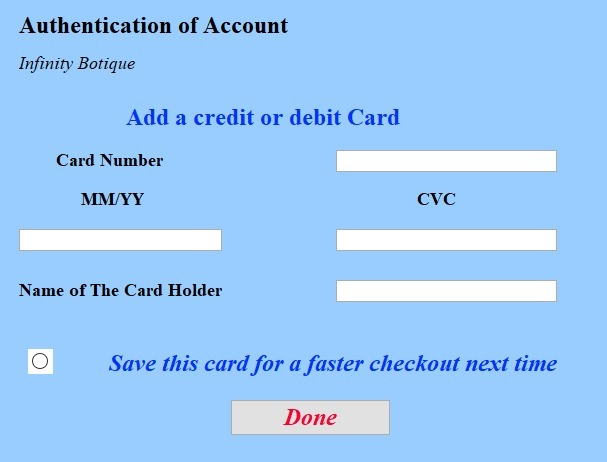 Authentication of Account
Infinity Botique
Add a credit or debit Card
Card Number
MM/YY CVC
Name of The Card Holder
Save this card for a faster checkout next time
Done